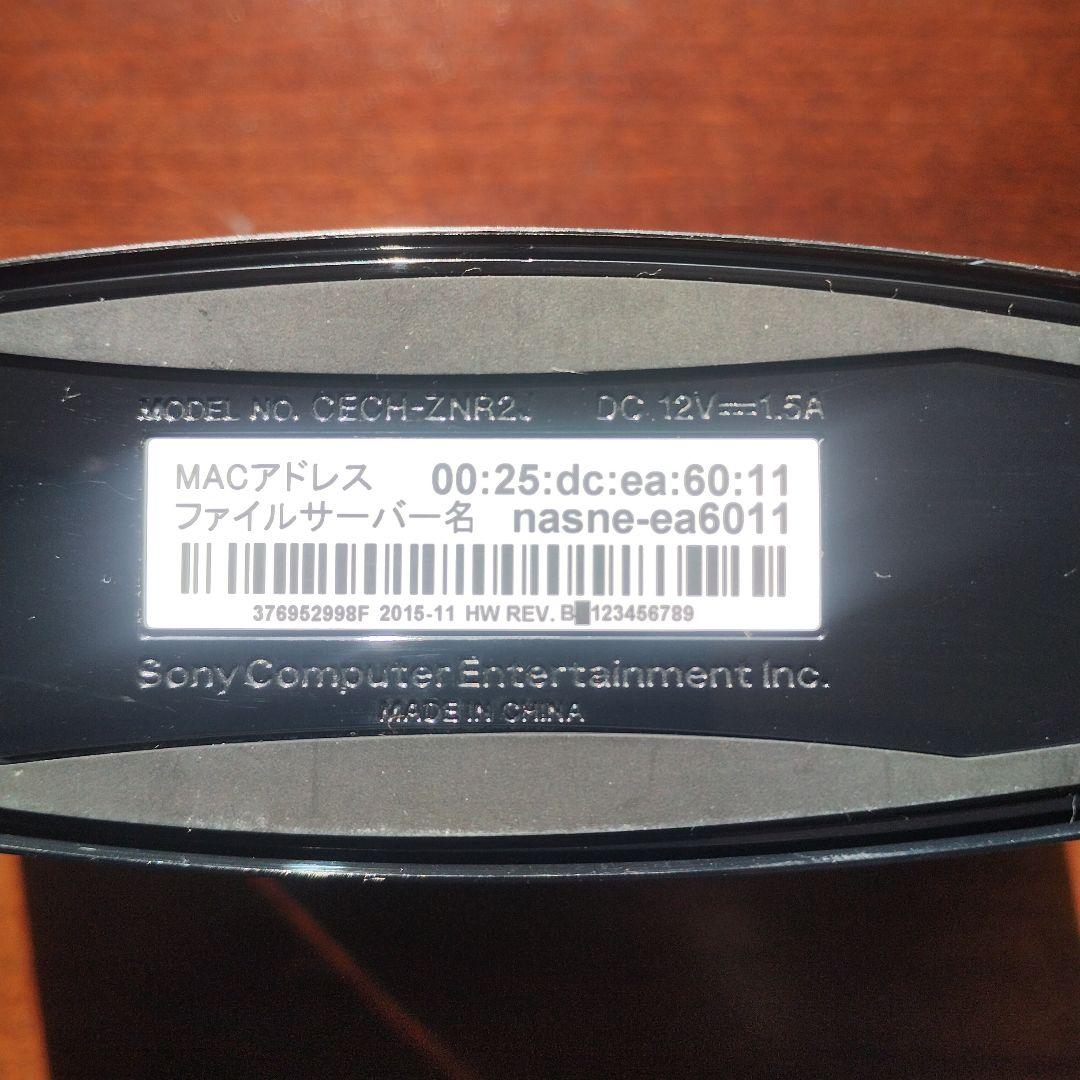 MODEL NO. CECH-ZNR2J DC 12V⎓1.5A
MACアドレス 00:25:dc:ea:60:11
ファイルサーバー名 nasne-ea6011
376952998F 2015-11 HW REV. B█123456789
Sony Computer Entertainment Inc.
MADE IN CHINA